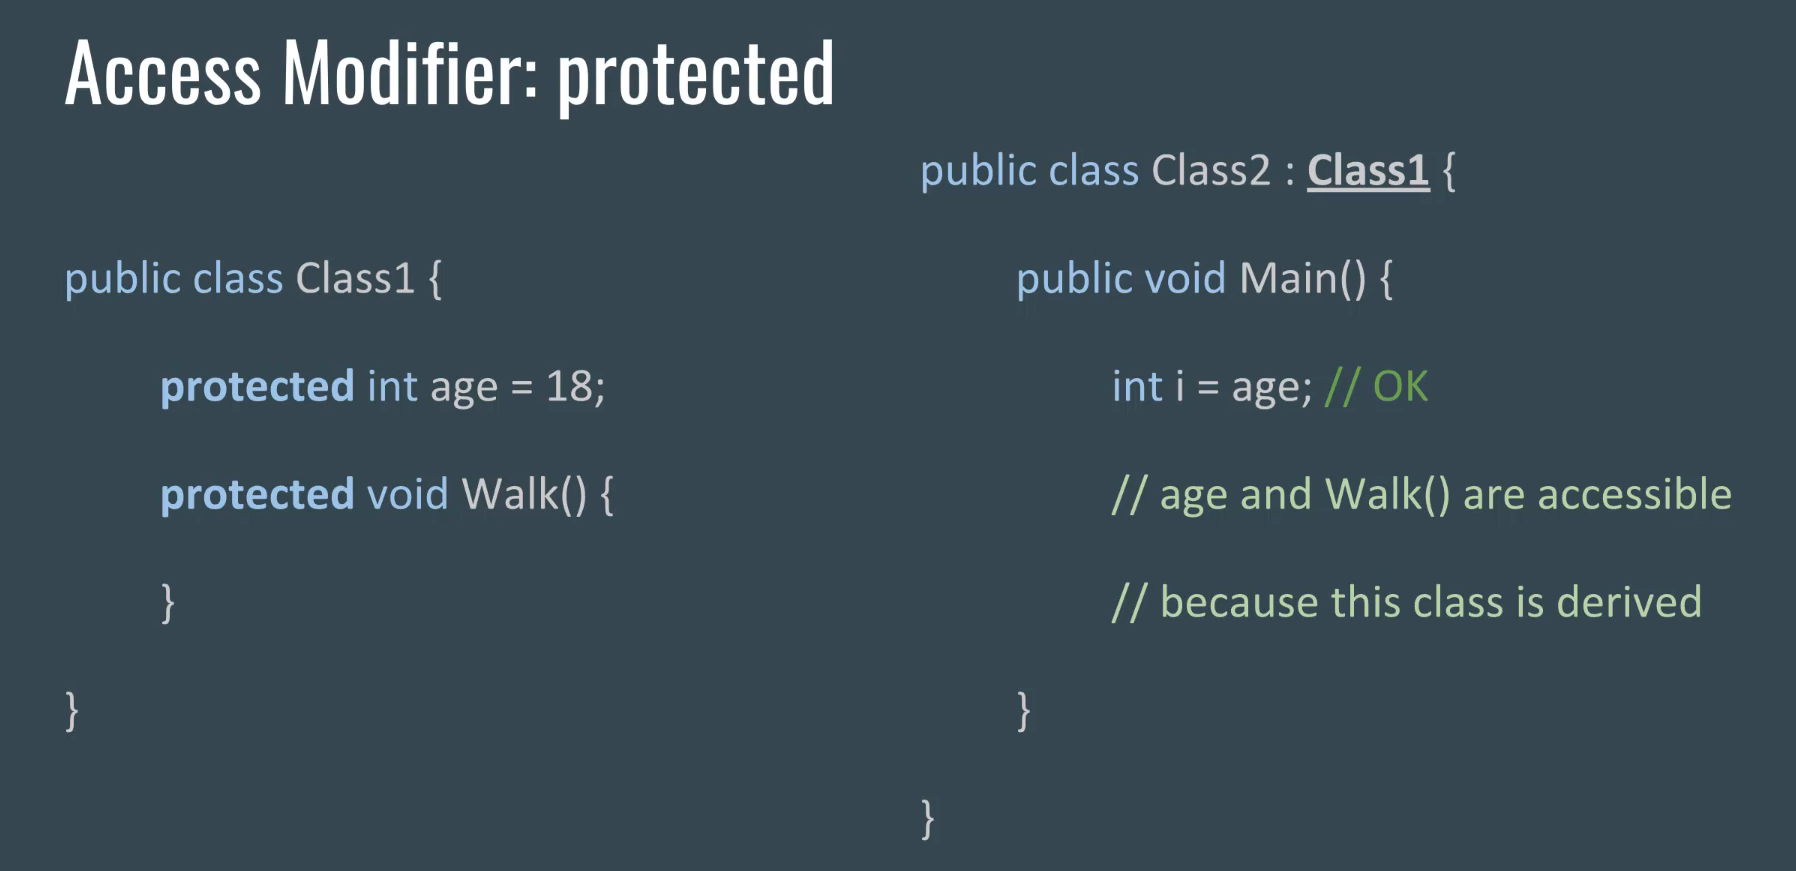 Access Modifier: protected
public class Class1 {
protected int age = 18;
protected void Walk() {
}
}
public class Class2 : Class1 {
public void Main() {
int i = age; // OK
// age and Walk() are accessible
// because this class is derived
}
}